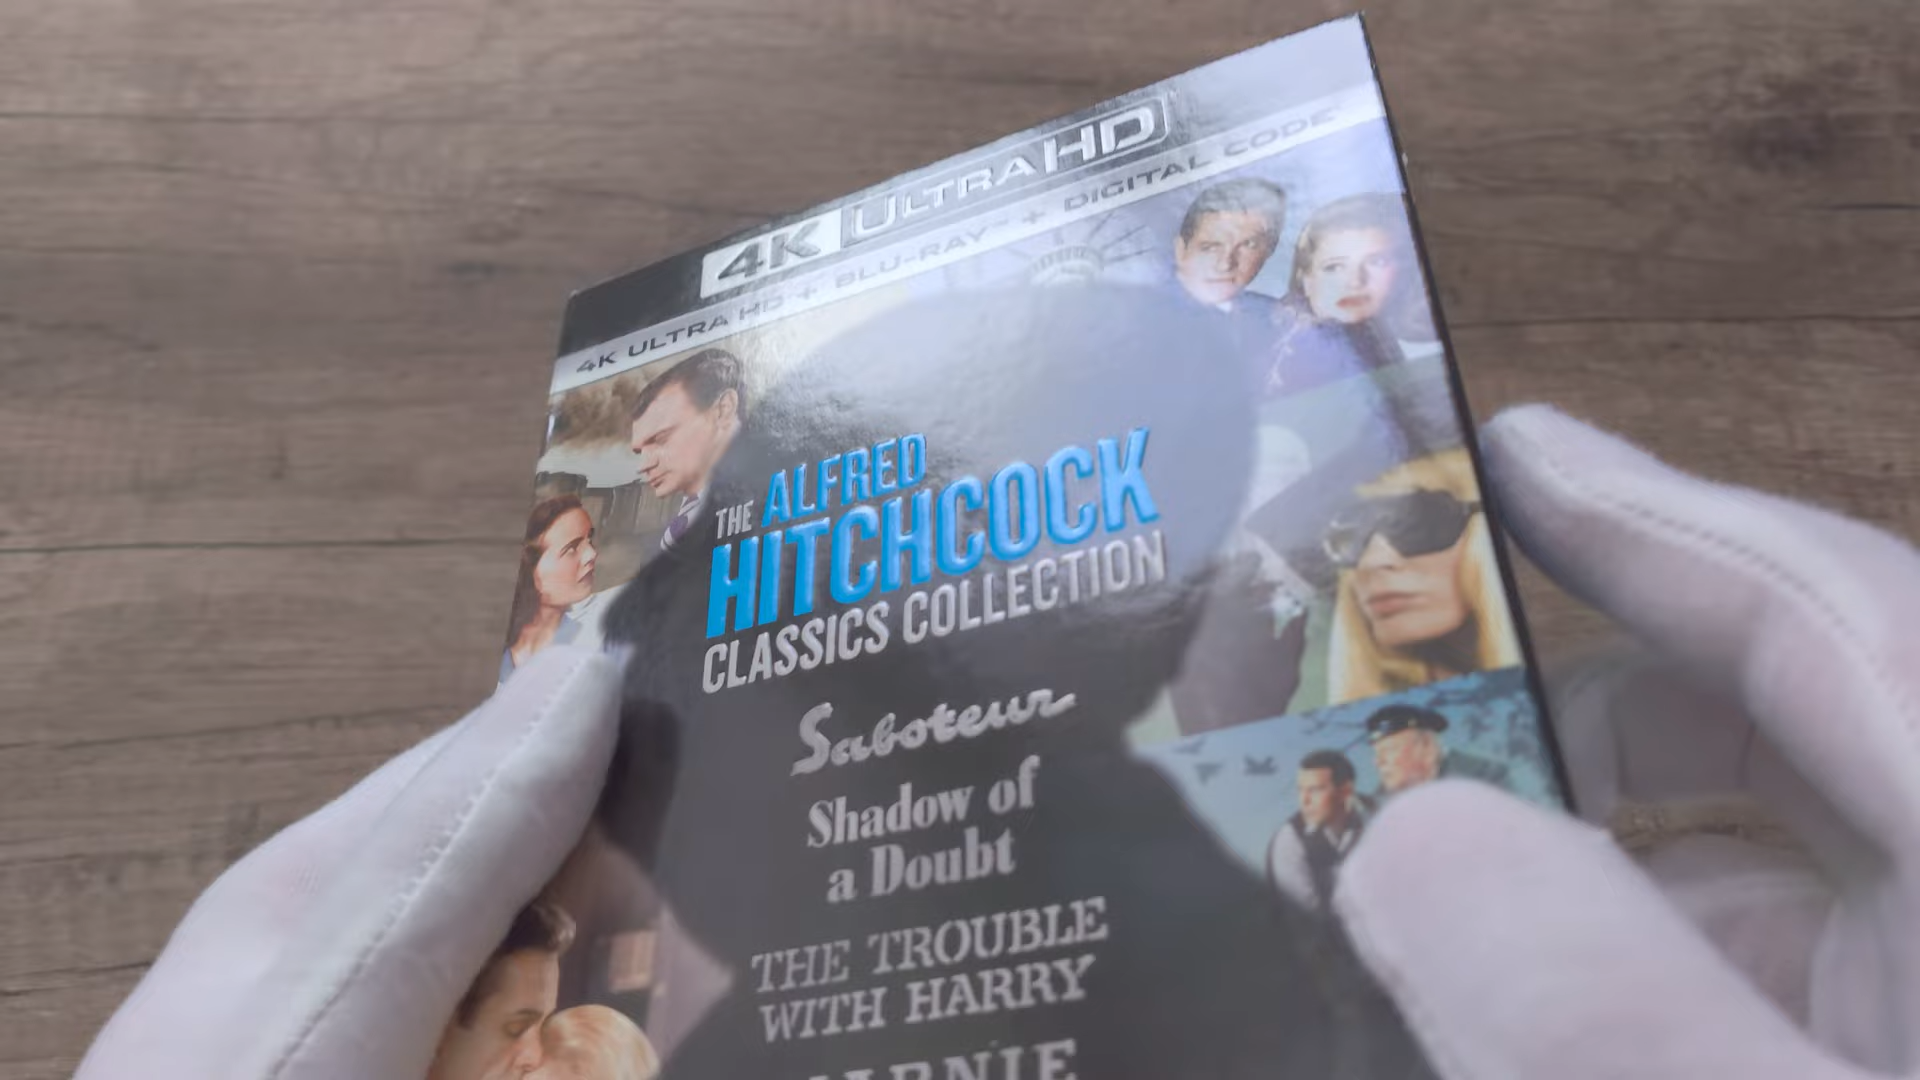 4K ULTRA HD
4K ULTRA HD + BLU-RAY™ + DIGITAL CODE
THE ALFRED
HITCHCOCK
CLASSICS COLLECTION
Saboteur
Shadow of
a Doubt
THE TROUBLE
WITH HARRY